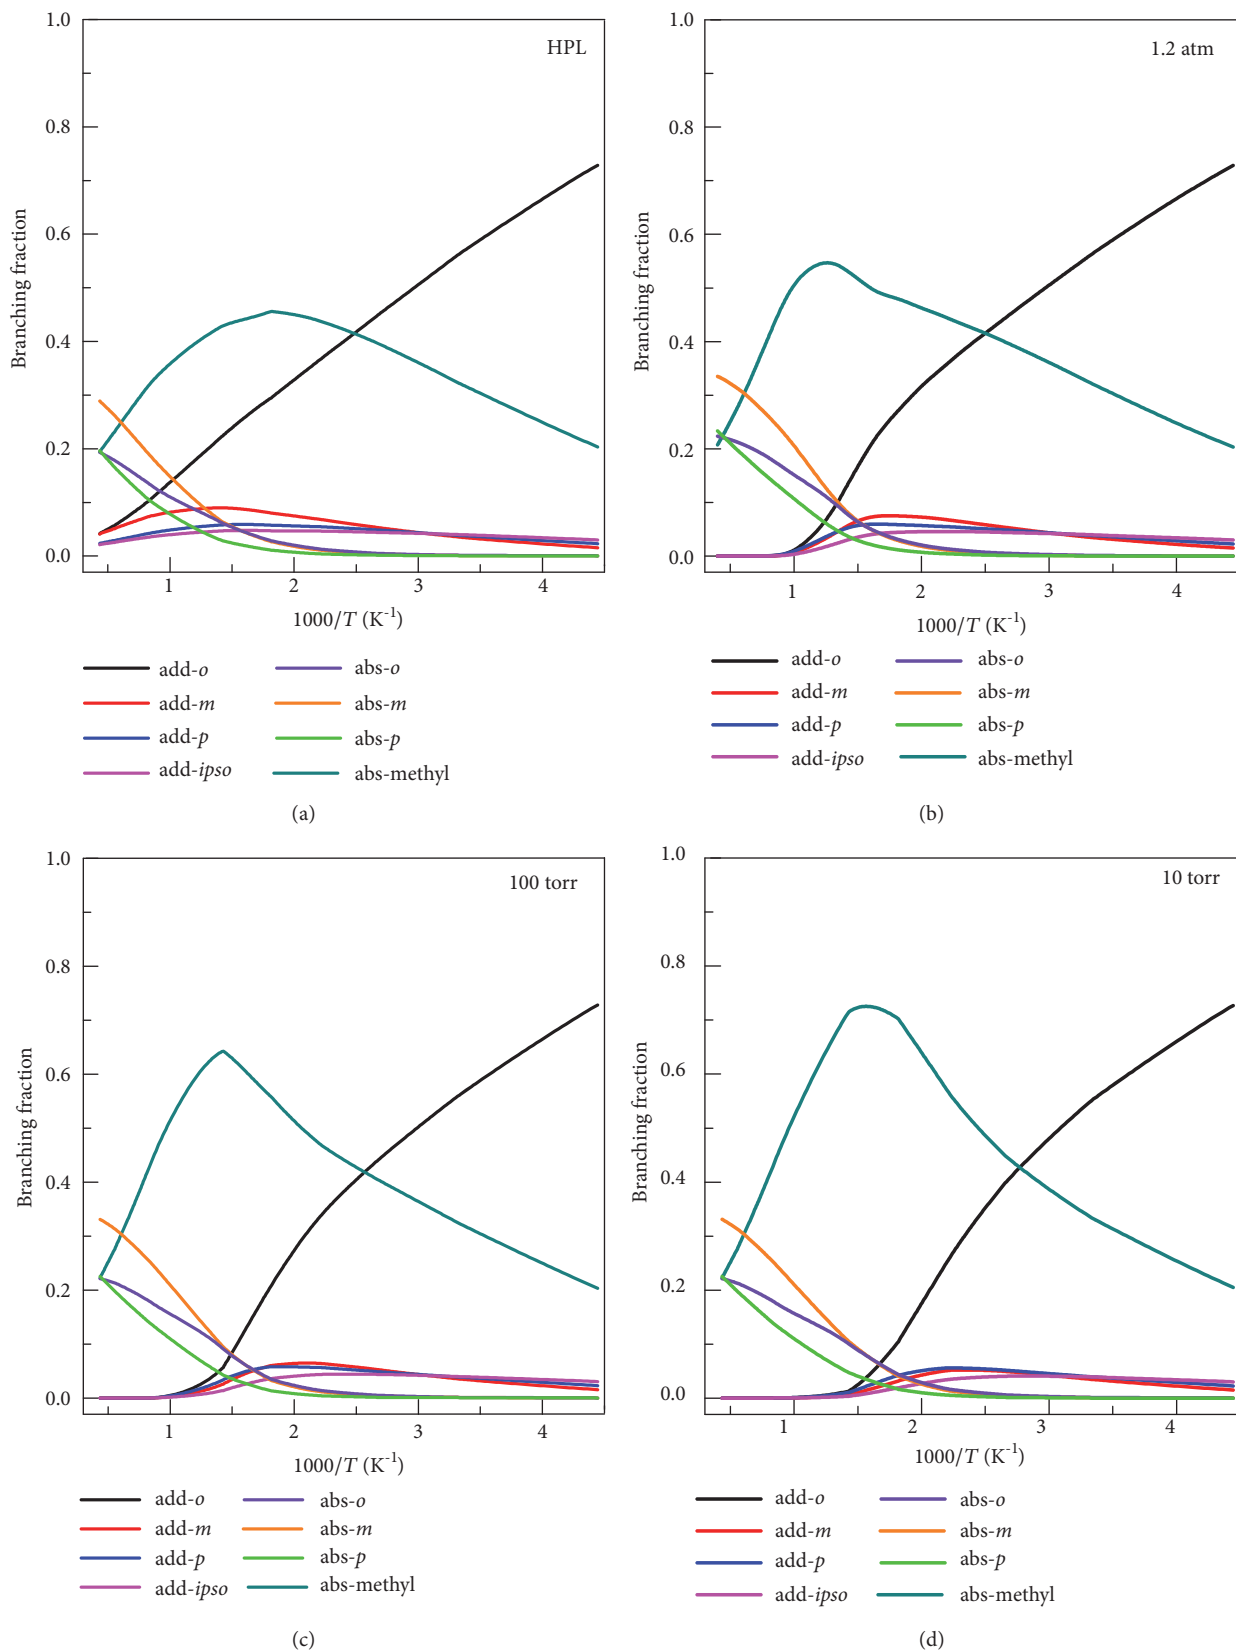 HPL
1.0
0.8
0.6
0.4
0.2
0.0
Branching fraction
1 2 3 4
1000/T (K-1)
add-o abs-o
add-m abs-m
add-p abs-p
add-ipso abs-methyl
(a)
1.2 atm
1.0
0.8
0.6
0.4
0.2
0.0
Branching fraction
1 2 3 4
1000/T (K-1)
add-o abs-o
add-m abs-m
add-p abs-p
add-ipso abs-methyl
(b)
100 torr
1.0
0.8
0.6
0.4
0.2
0.0
Branching fraction
1 2 3 4
1000/T (K-1)
add-o abs-o
add-m abs-m
add-p abs-p
add-ipso abs-methyl
(c)
10 torr
1.0
0.8
0.6
0.4
0.2
0.0
Branching fraction
1 2 3 4
1000/T (K-1)
add-o abs-o
add-m abs-m
add-p abs-p
add-ipso abs-methyl
(d)